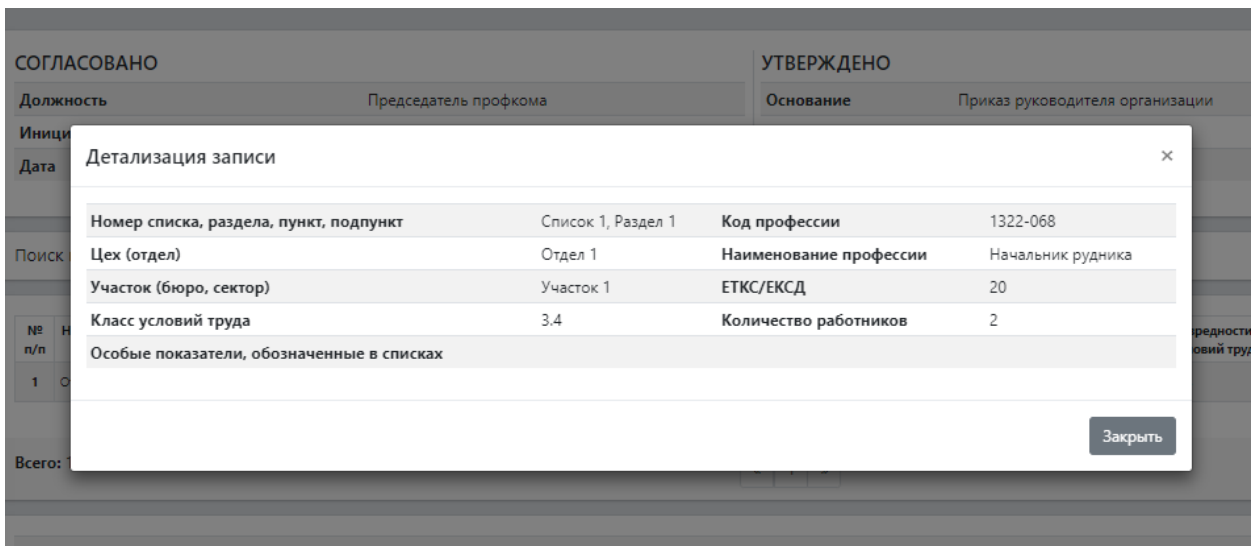 СОГЛАСОВАНО УТВЕРЖДЕНО
Должность Председатель профкома Основание Приказ руководителя организации
Дата
Детализация записи ×
Номер списка, раздела, пункт, подпункт Список 1, Раздел 1 Код профессии 1322-068
Поиск Цех (отдел) Отдел 1 Наименование профессии Начальник рудника
Участок (бюро, сектор) Участок 1 ЕТКС/ЕКСД 20
№ Класс условий труда 3.4 Количество работников 2
п/п Особые показатели, обозначенные в списках
1
Закрыть
Всего: